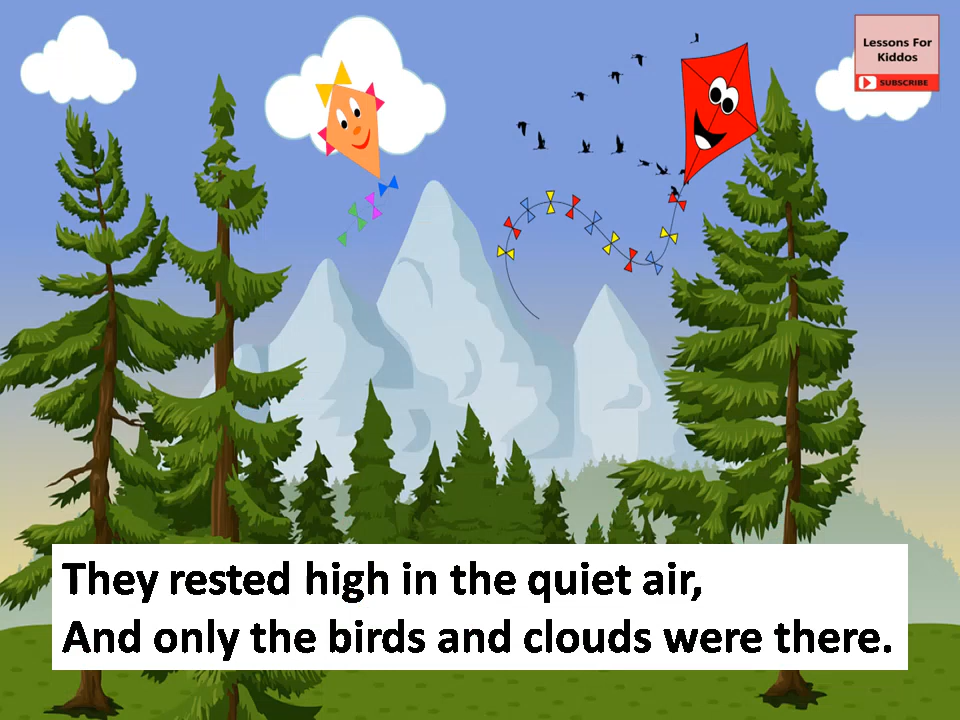 Lessons For
Kiddos
SUBSCRIBE
They rested high in the quiet air,
And only the birds and clouds were there.